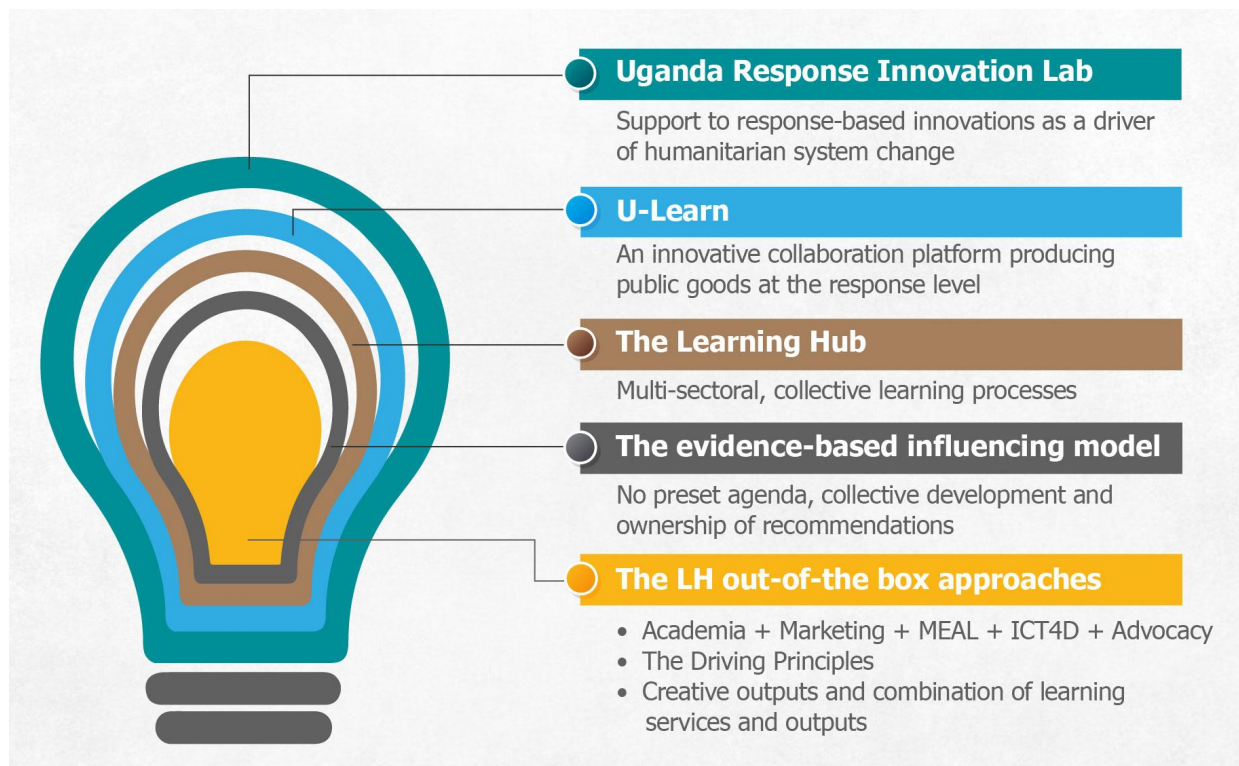 Uganda Response Innovation Lab
Support to response-based innovations as a driver
of humanitarian system change
U-Learn
An innovative collaboration platform producing
public goods at the response level
The Learning Hub
Multi-sectoral, collective learning processes
The evidence-based influencing model
No preset agenda, collective development and
ownership of recommendations
The LH out-of-the box approaches
• Academia + Marketing + MEAL + ICT4D + Advocacy
• The Driving Principles
• Creative outputs and combination of learning
services and outputs